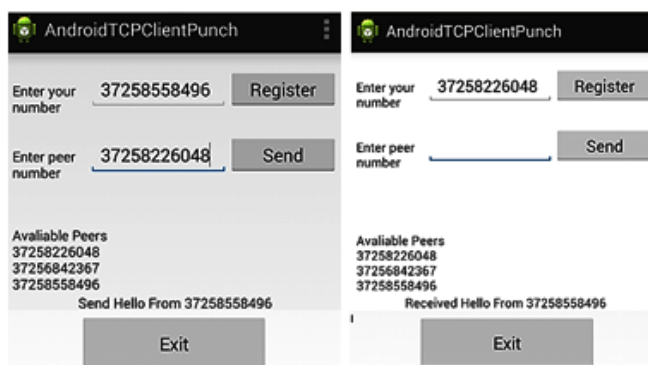 AndroidTCPClientPunch
Enter your number
37258558496
Register
Enter peer number
37258226048
Send
Avaliable Peers
37258226048
37256842367
37258558496
Send Hello From 37258558496
Exit
AndroidTCPClientPunch
Enter your number
37258226048
Register
Enter peer number
Send
Avaliable Peers
37258226048
37256842367
37258558496
Received Hello From 37258558496
Exit